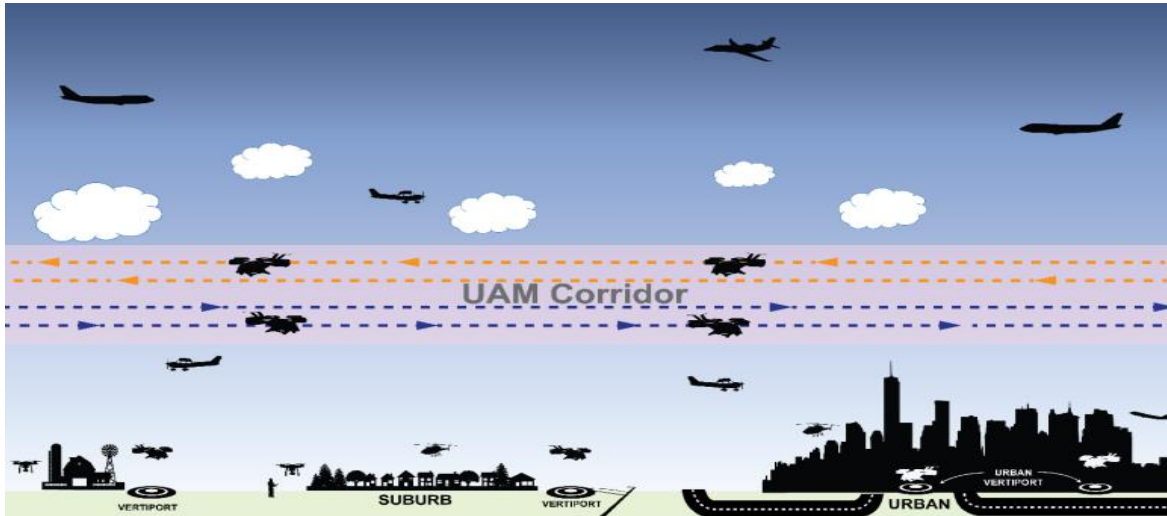 UAM Corridor
VERTIPORT
SUBURB
VERTIPORT
URBAN
URBAN
VERTIPORT